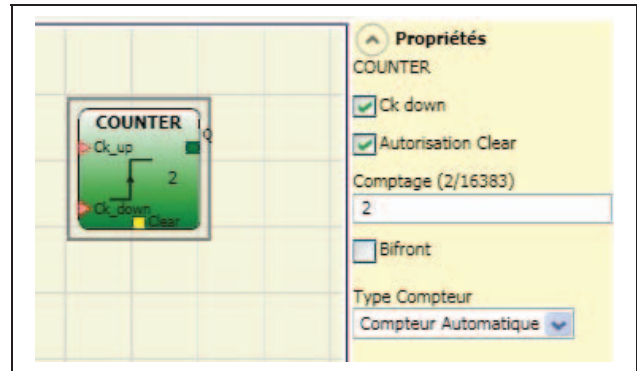 COUNTER
Q
Ck_up
2
Ck_down
Clear
Propriétés
COUNTER
Ck down
Autorisation Clear
Comptage (2/16383)
2
Bifront
Type Compteur
Compteur Automatique